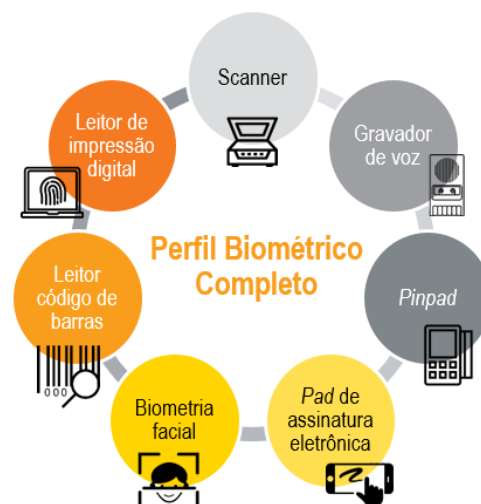 Scanner
Gravador
de voz
Pinpad
Pad de
assinatura
eletrônica
Biometria
facial
Leitor
código de
barras
000
Leitor de
impressão
digital
Perfil Biométrico
Completo